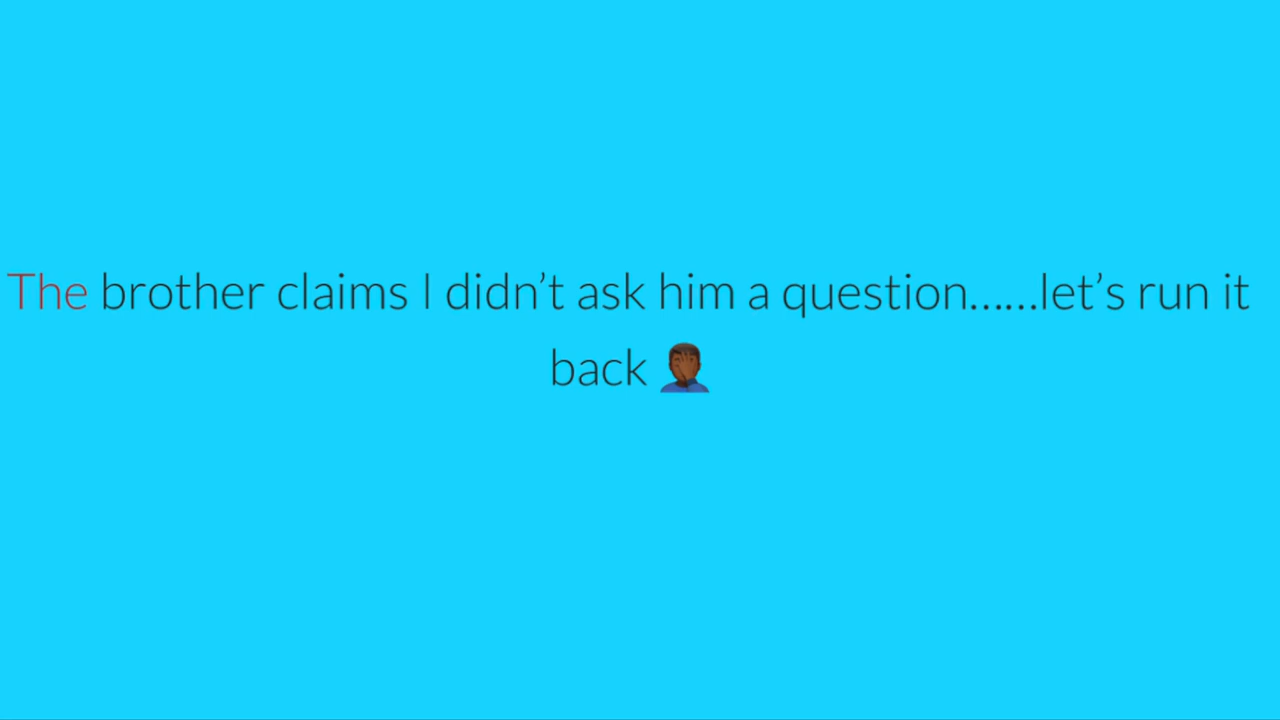 The brother claims I didn’t ask him a question......let’s run it
back 🤦🏾‍♂️